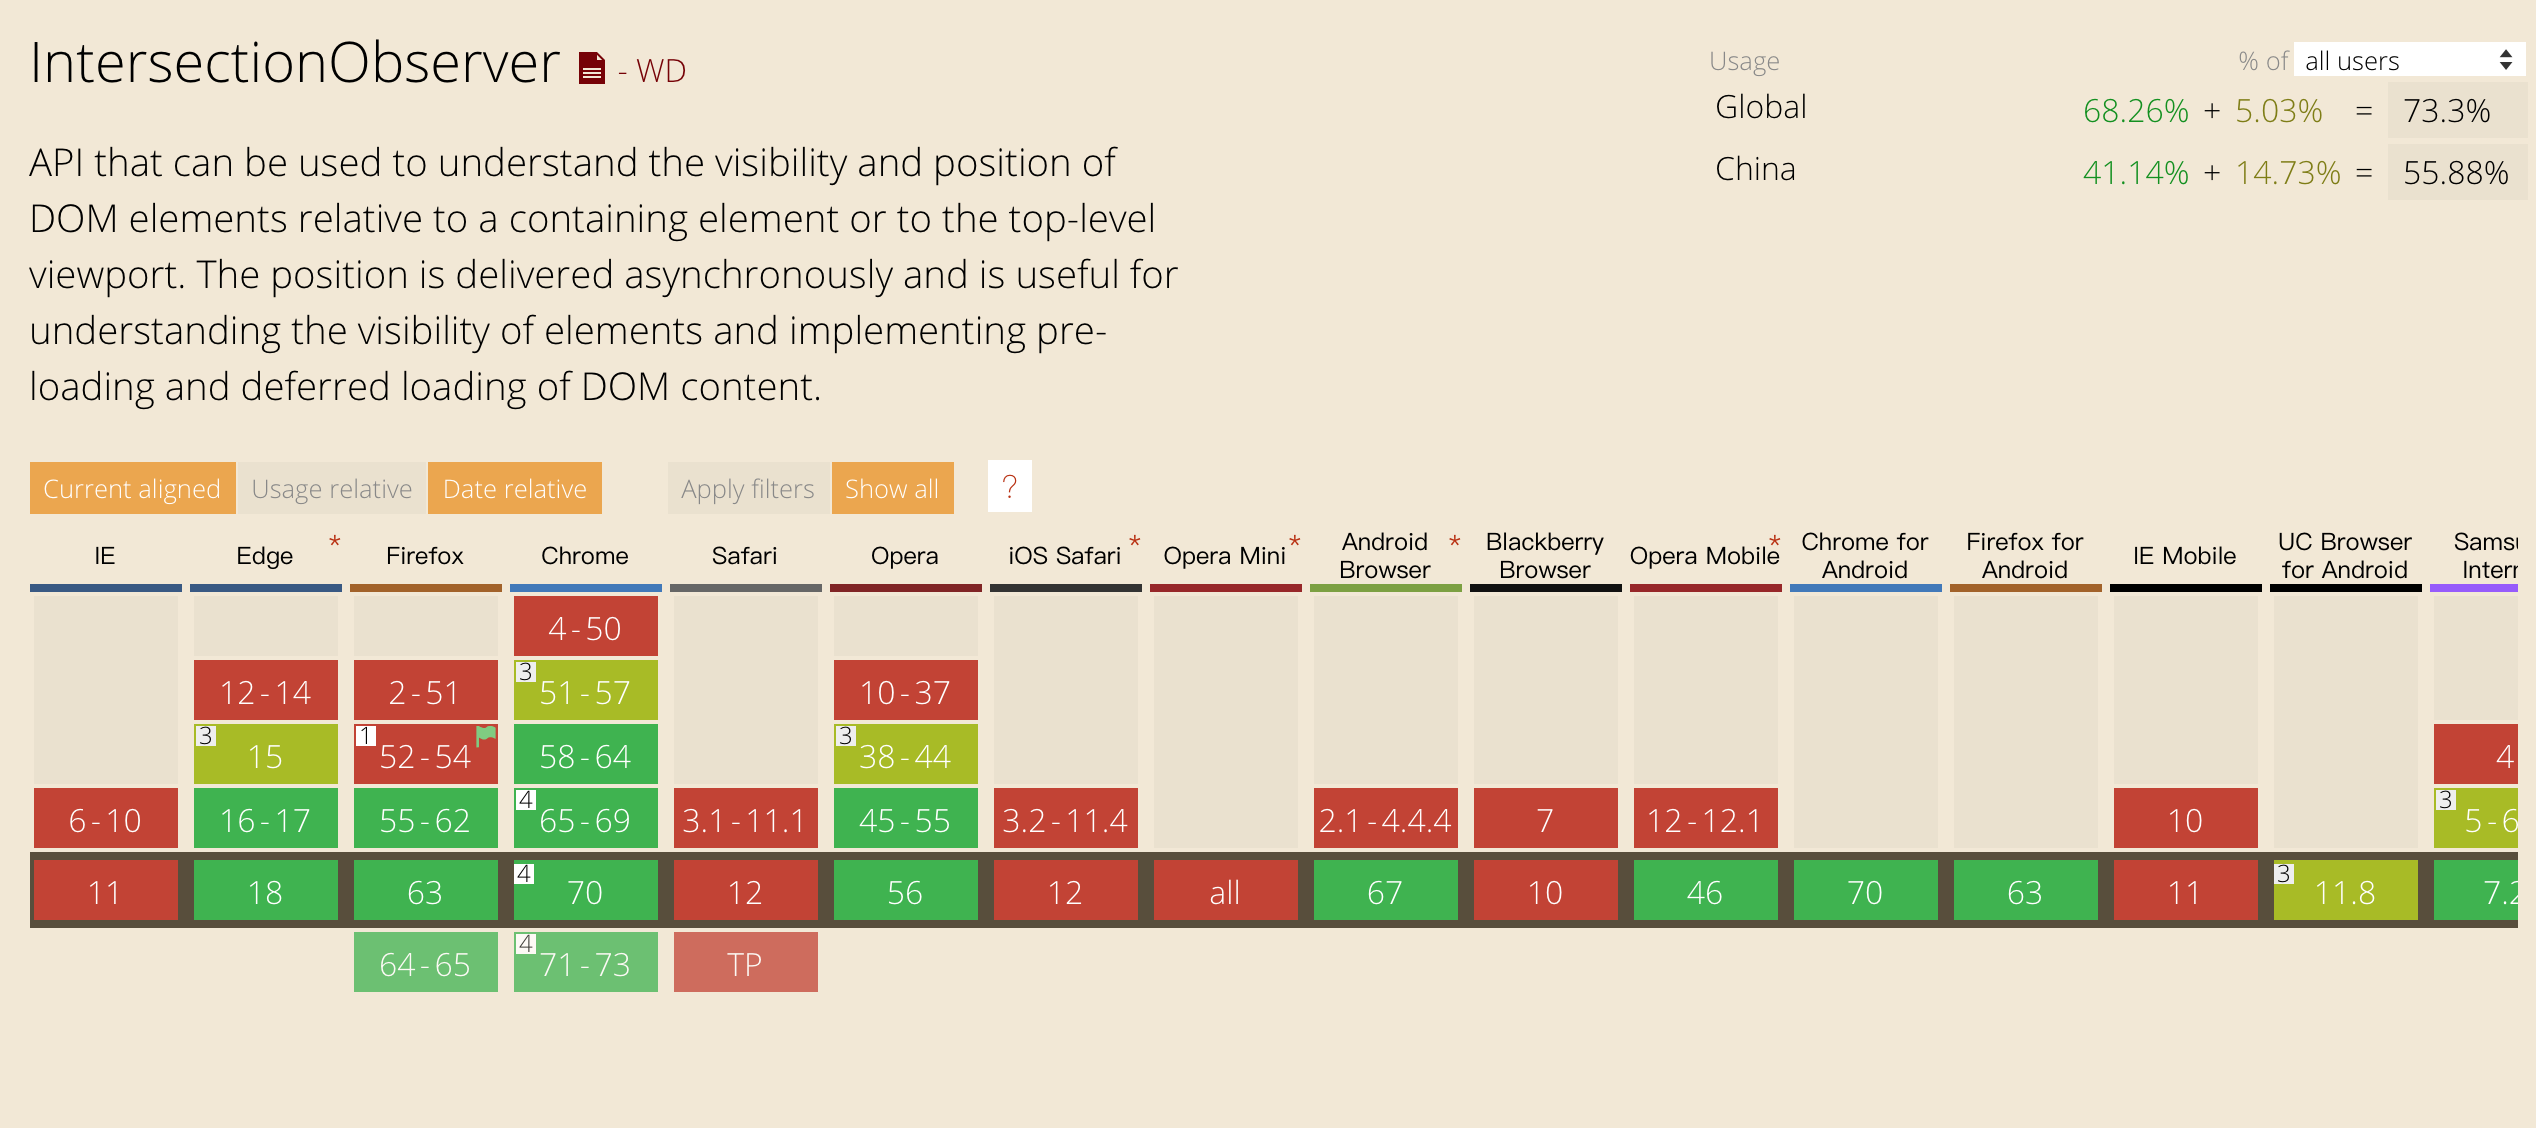 IntersectionObserver - WD
Usage % of all users
Global 68.26% + 5.03% = 73.3%
China 41.14% + 14.73% = 55.88%
API that can be used to understand the visibility and position of
DOM elements relative to a containing element or to the top-level
viewport. The position is delivered asynchronously and is useful for
understanding the visibility of elements and implementing pre-
loading and deferred loading of DOM content.
Current aligned Usage relative Date relative Apply filters Show all ?
IE Edge * Firefox Chrome Safari Opera iOS Safari * Opera Mini * Android Browser * Blackberry Browser Opera Mobile * Chrome for Android Firefox for Android IE Mobile UC Browser for Android
4-50
12-14 2-51 3 51-57 10-37
3 15 1 52-54 58-64 3 38-44 4
6-10 16-17 55-62 4 65-69 3.1-11.1 45-55 3.2-11.4 2.1-4.4.4 7 12-12.1 10 3 5-6
11 18 63 4 70 12 56 12 all 67 10 46 70 63 11 3 11.8 7.2
64-65 4 71-73 TP